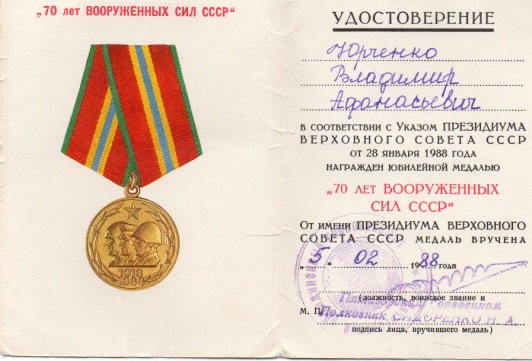 „70 лет ВООРУЖЕННЫХ СИЛ СССР“
1918
1988
УДОСТОВЕРЕНИЕ
Юрченко
Владимир
Афанасьевич
В СООТВЕТСТВИИ С УКАЗОМ ПРЕЗИДИУМА
ВЕРХОВНОГО СОВЕТА СССР
ОТ 28 ЯНВАРЯ 1988 ГОДА
НАГРАЖДЕН ЮБИЛЕЙНОЙ МЕДАЛЬЮ
„70 ЛЕТ ВООРУЖЕННЫХ
СИЛ СССР“
От имени ПРЕЗИДИУМА ВЕРХОВНОГО
СОВЕТА СССР МЕДАЛЬ ВРУЧЕНА
„5“ 02 1988 года
(должность, воинское звание и
М. П. Полковник СИДОРЕНКО Н. А.
подпись лица, вручившего медаль)